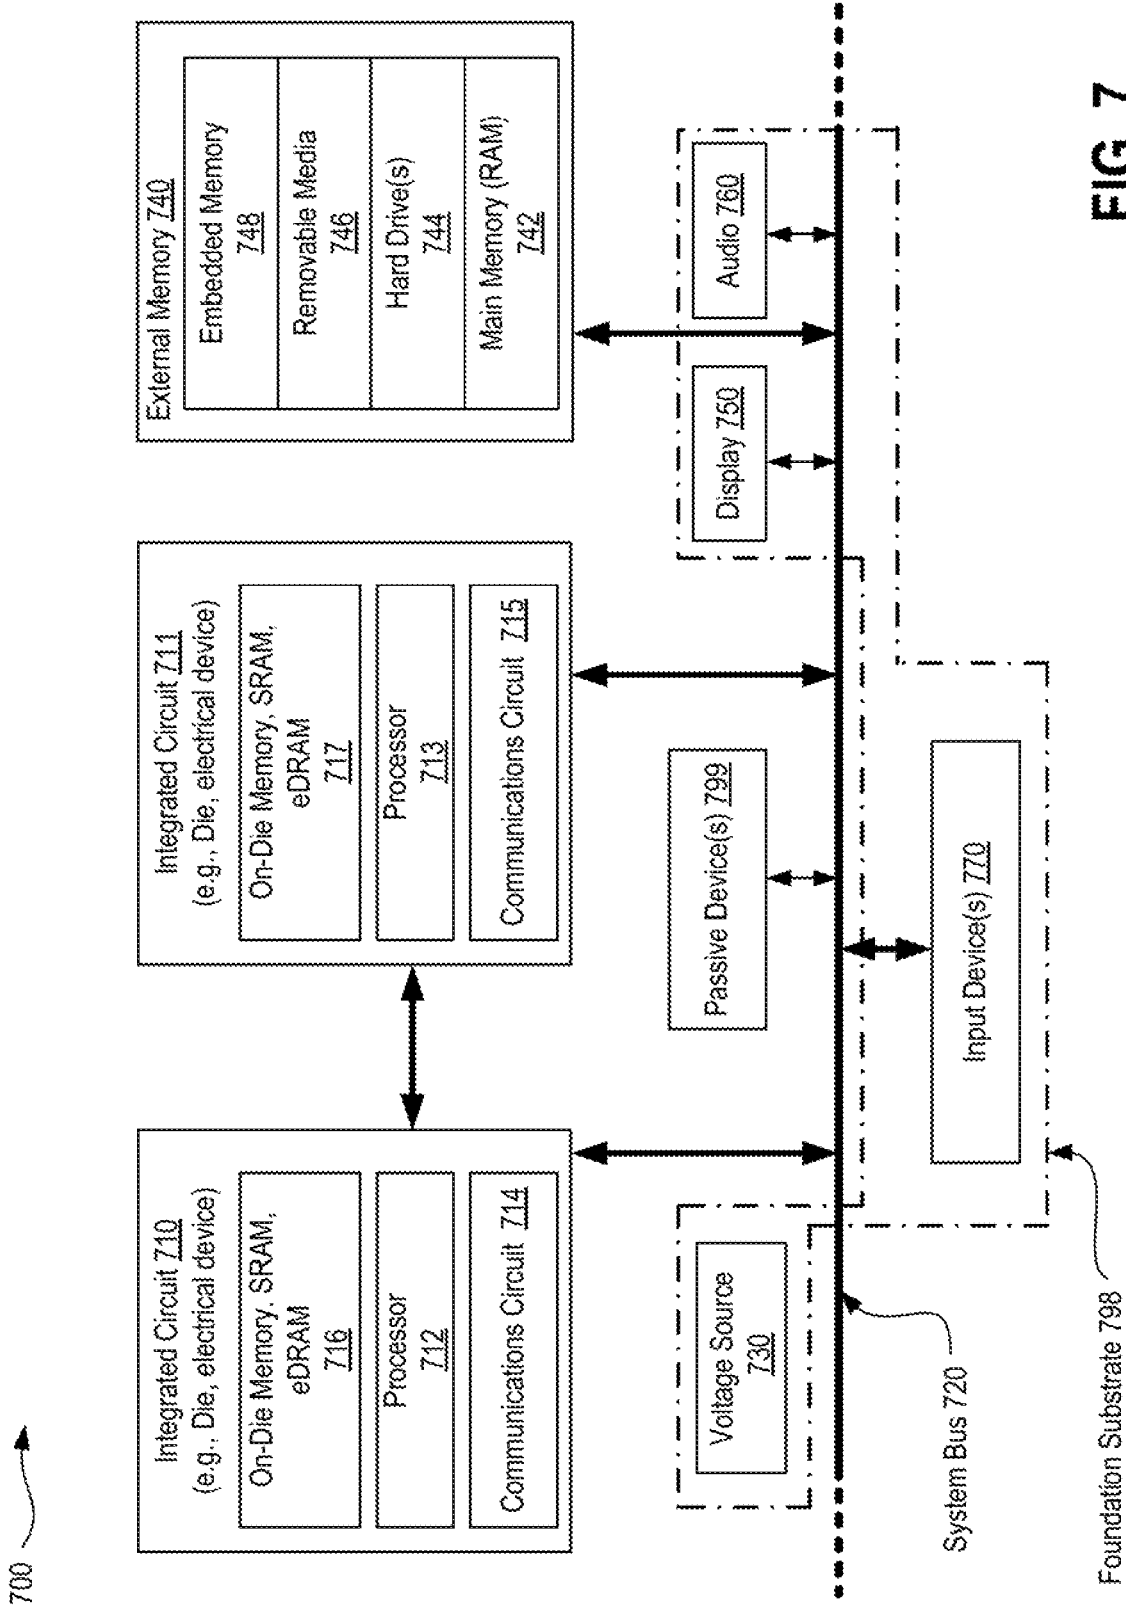 700
Integrated Circuit 710
(e.g., Die, electrical device)
On-Die Memory, SRAM,
eDRAM
716
Processor
712
Communications Circuit 714
Integrated Circuit 711
(e.g., Die, electrical device)
On-Die Memory, SRAM,
eDRAM
717
Processor
713
Communications Circuit 715
External Memory 740
Embedded Memory
748
Removable Media
746
Hard Drive(s)
744
Main Memory (RAM)
742
Voltage Source
730
Passive Device(s) 799
Display 750
Audio 760
System Bus 720
Input Device(s) 770
Foundation Substrate 798
FIG 7